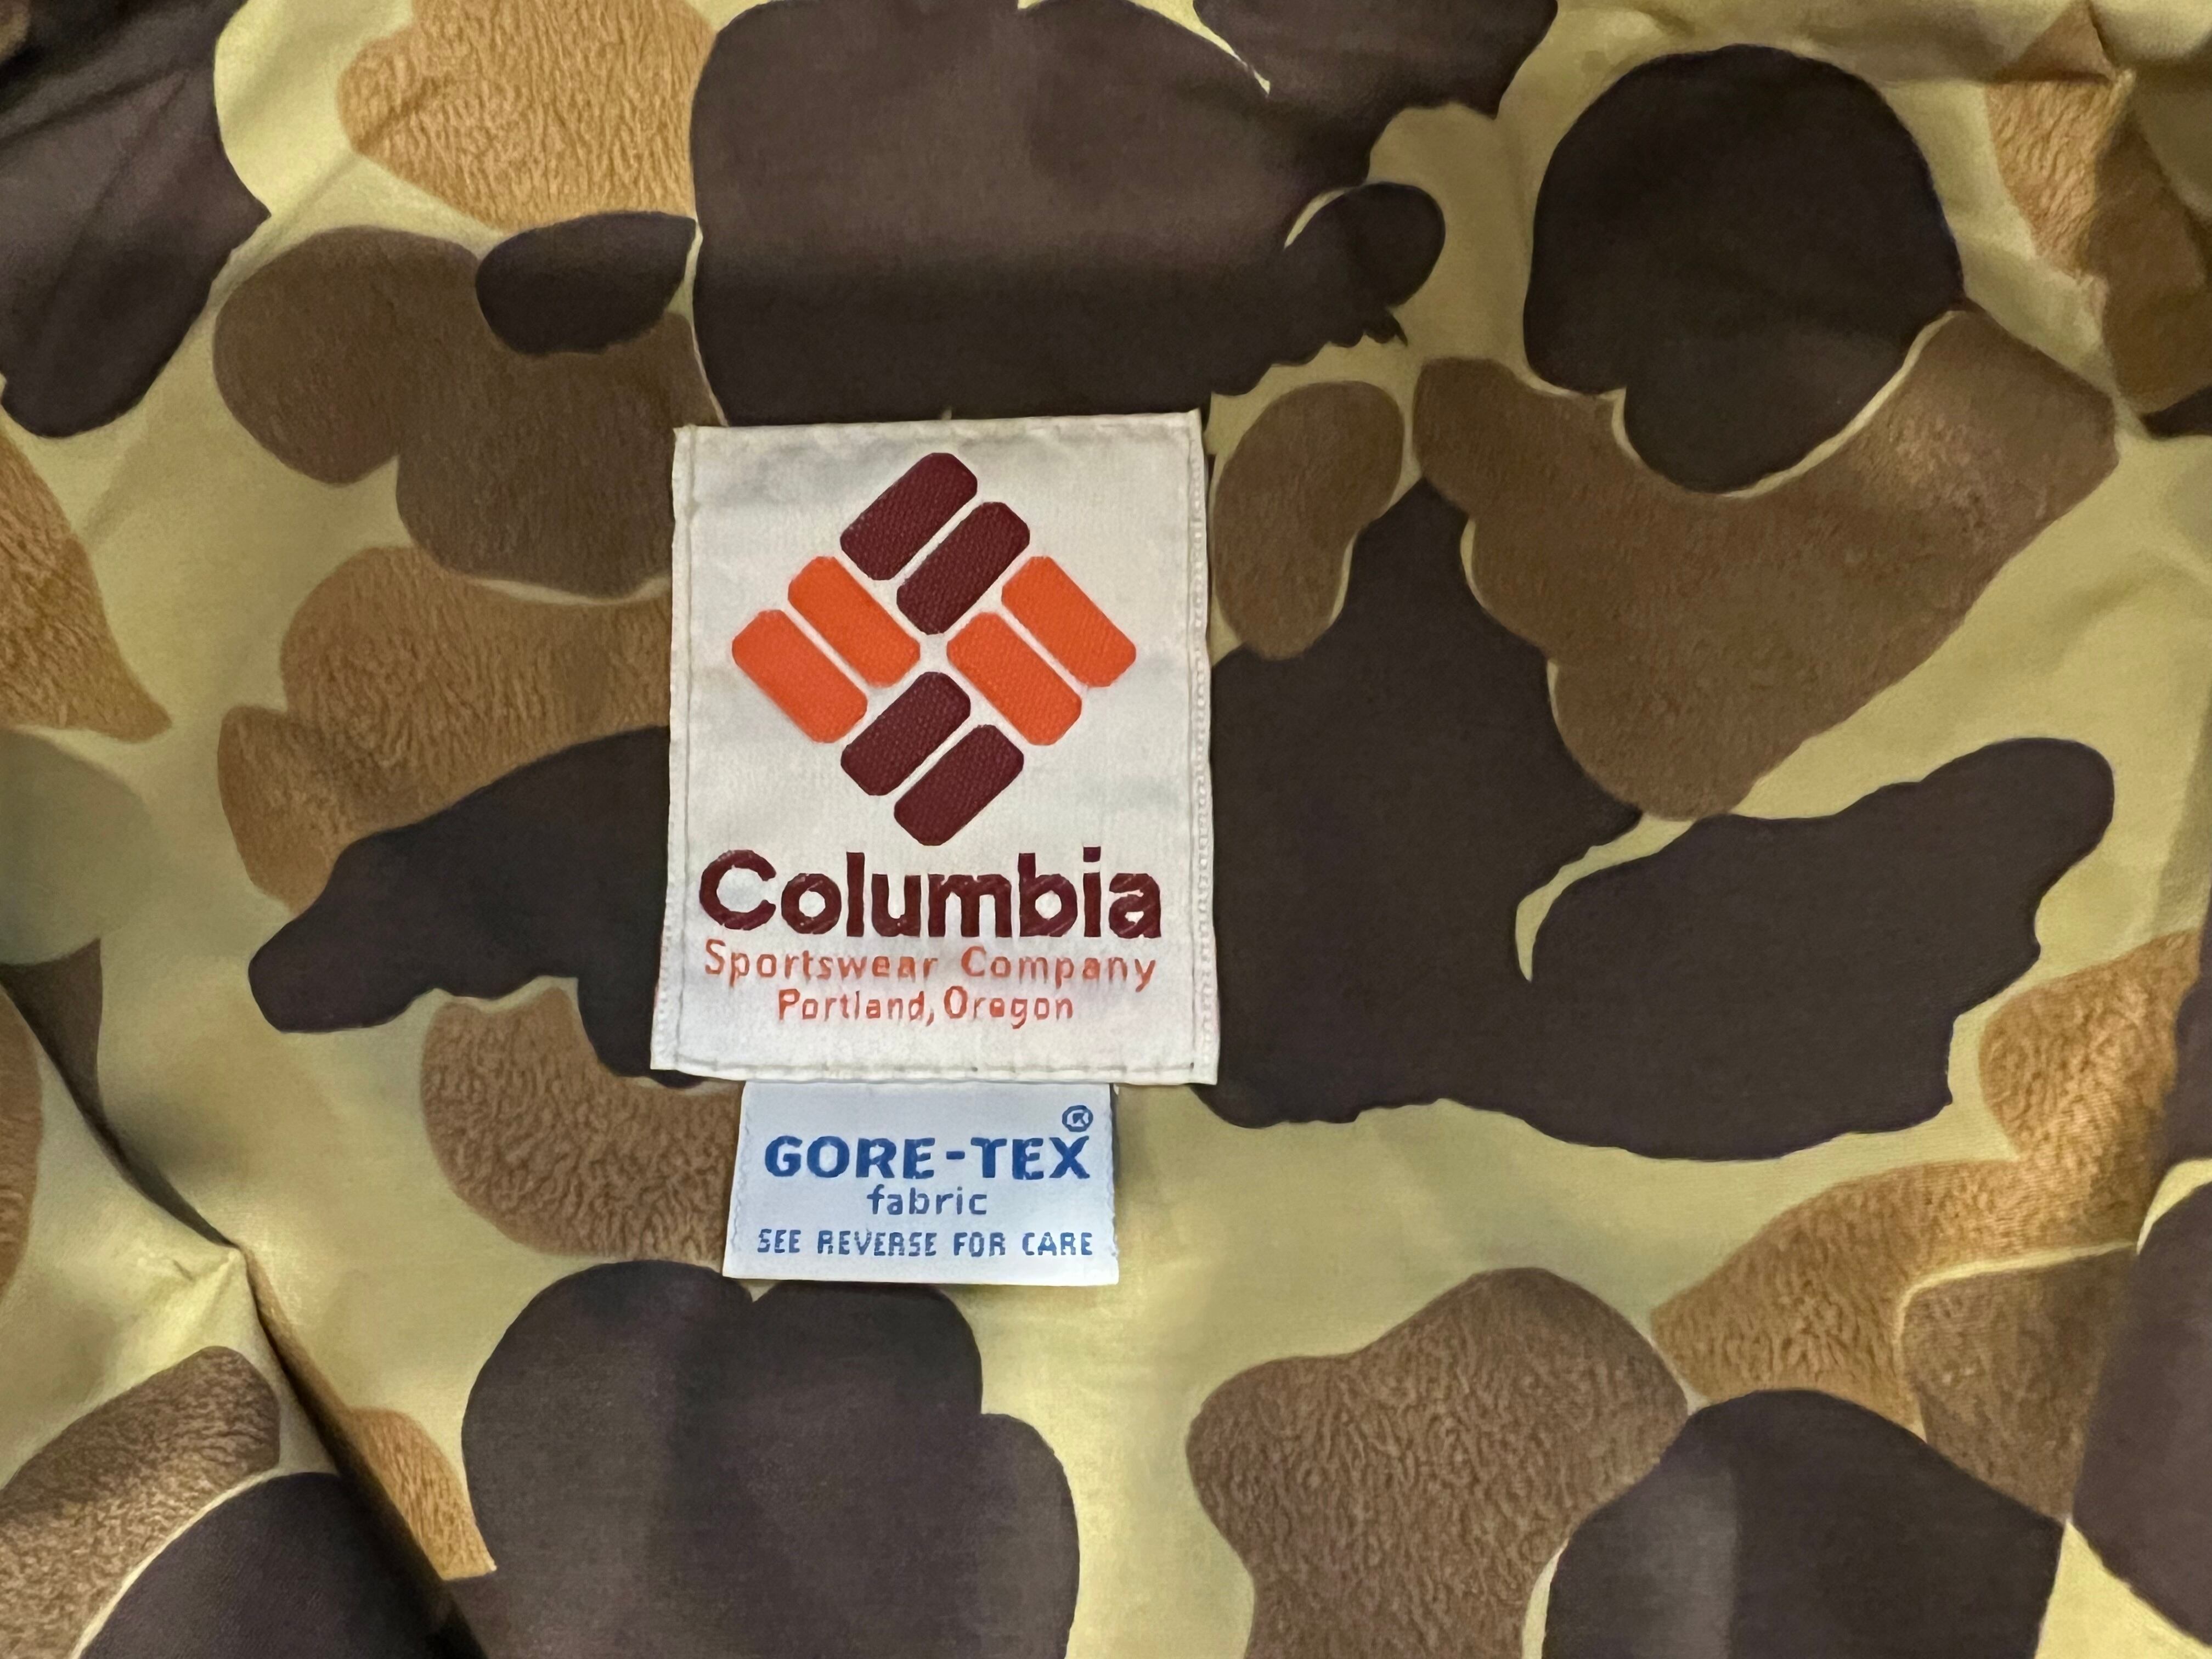 Columbia
Sportswear Company
Portland, Oregon
GORE-TEX®
fabric
SEE REVERSE FOR CARE